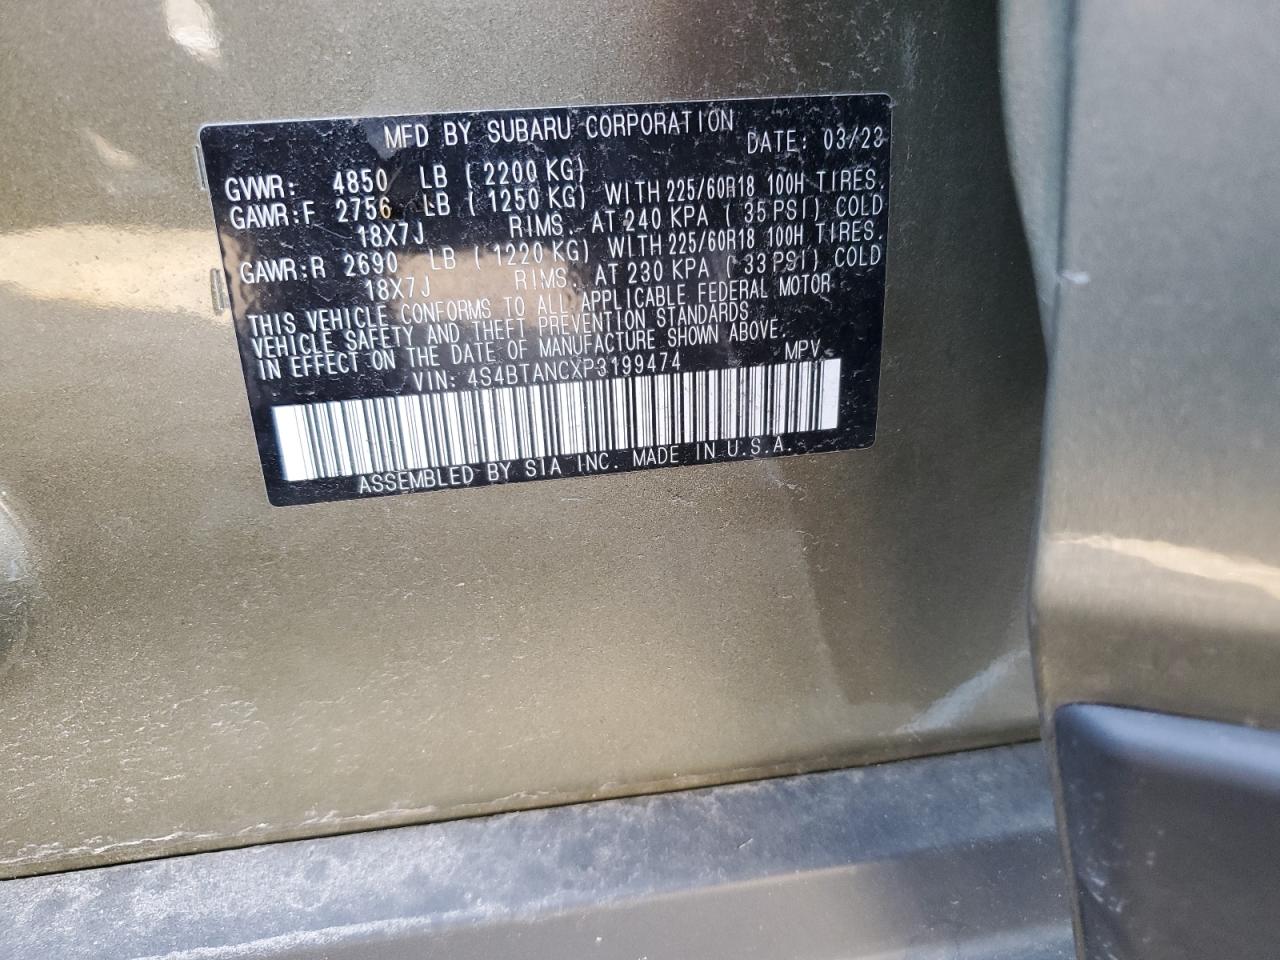 MFD BY SUBARU CORPORATION DATE: 03/23
GVWR: 4850 LB ( 2200 KG)
GAWR:F 2756 LB ( 1250 KG) WITH 225/60R18 100H TIRES,
18X7J RIMS, AT 240 KPA ( 35 PSI) COLD
GAWR:R 2690 LB ( 1220 KG) WITH 225/60R18 100H TIRES,
18X7J RIMS, AT 230 KPA ( 33 PSI) COLD
THIS VEHICLE CONFORMS TO ALL APPLICABLE FEDERAL MOTOR
VEHICLE SAFETY AND THEFT PREVENTION STANDARDS
IN EFFECT ON THE DATE OF MANUFACTURE SHOWN ABOVE.
VIN: 4S4BTANCXP3199474 MPV
ASSEMBLED BY SIA INC. MADE IN U.S.A.